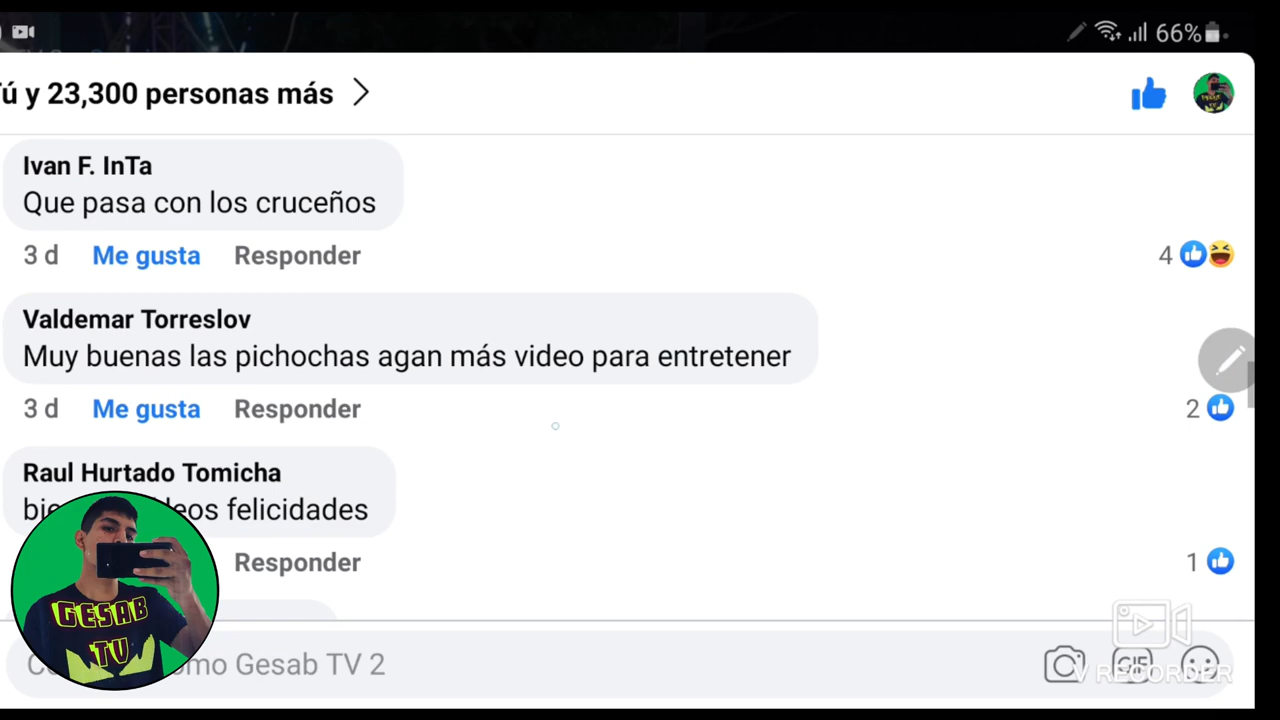 66%
ú y 23,300 personas más
Ivan F. InTa
Que pasa con los cruceños
3 d Me gusta Responder 4
Valdemar Torreslov
Muy buenas las pichochas agan más video para entretener
3 d Me gusta Responder 2
Raul Hurtado Tomicha
felicidades
Responder 1
GESAB
TV
Gesab TV 2
GIF
V RECORDER